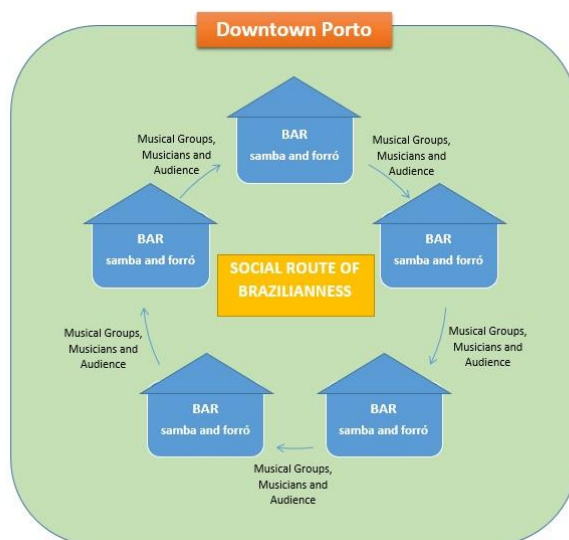 Downtown Porto
BAR
samba and forró
Musical Groups,
Musicians and
Audience
Musical Groups,
Musicians and
Audience
BAR
samba and forró
BAR
samba and forró
SOCIAL ROUTE OF
BRAZILIANNESS
Musical Groups,
Musicians and
Audience
Musical Groups,
Musicians and
Audience
BAR
samba and forró
BAR
samba and forró
Musical Groups,
Musicians and
Audience